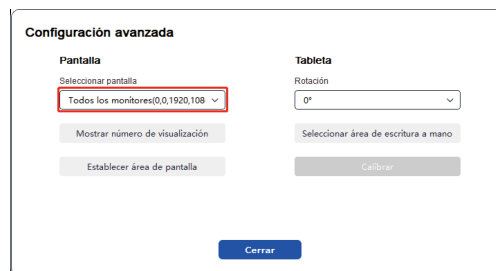 Configuración avanzada
Pantalla
Seleccionar pantalla
Todos los monitores(0,0,1920,108
Mostrar número de visualización
Establecer área de pantalla
Tableta
Rotación
0°
Seleccionar área de escritura a mano
Calibrar
Cerrar